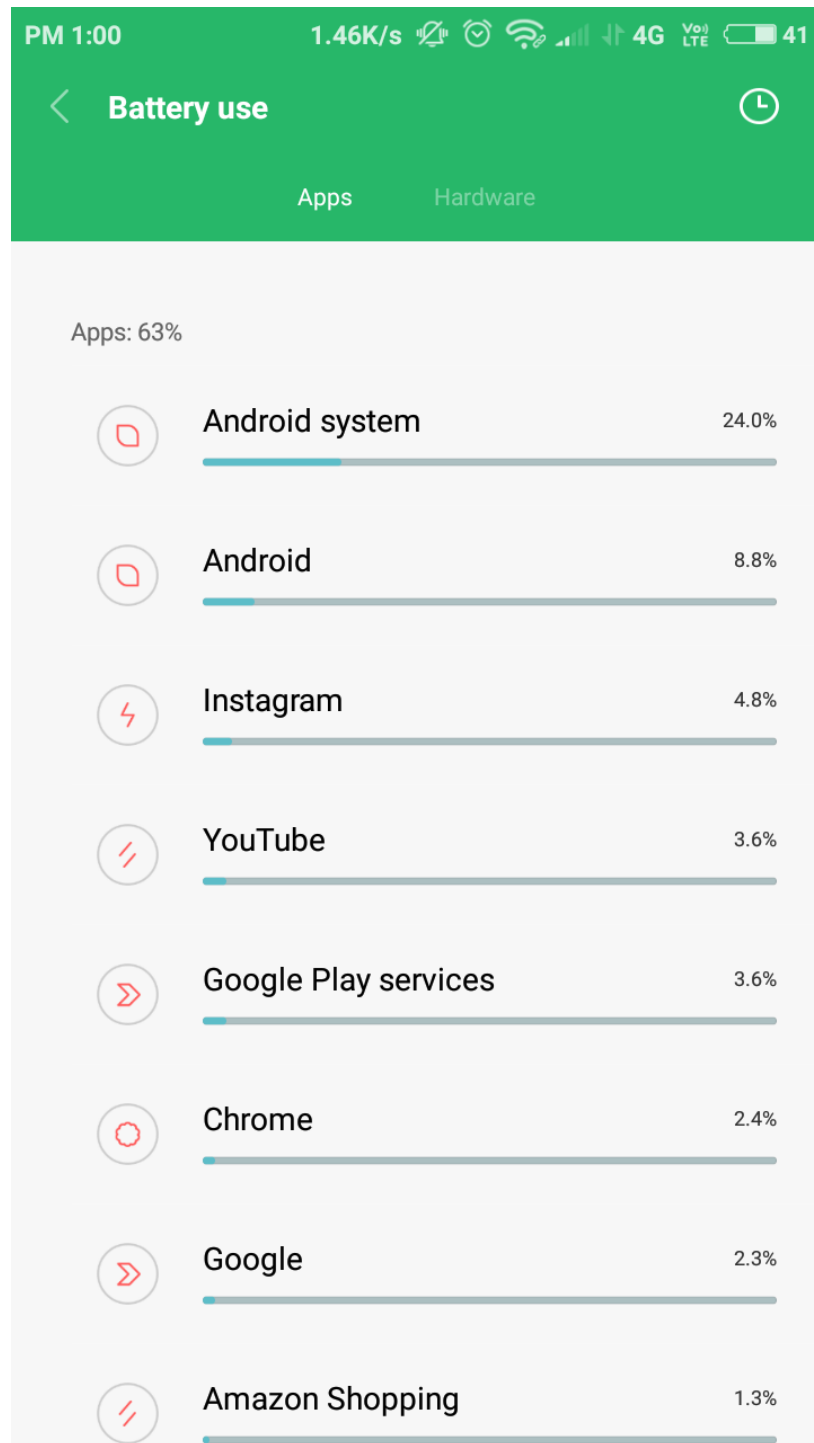 PM 1:00 1.46K/s 4G Vo)) LTE 41
Battery use
Apps Hardware
Apps: 63%
Android system 24.0%
Android 8.8%
Instagram 4.8%
YouTube 3.6%
Google Play services 3.6%
Chrome 2.4%
Google 2.3%
Amazon Shopping 1.3%